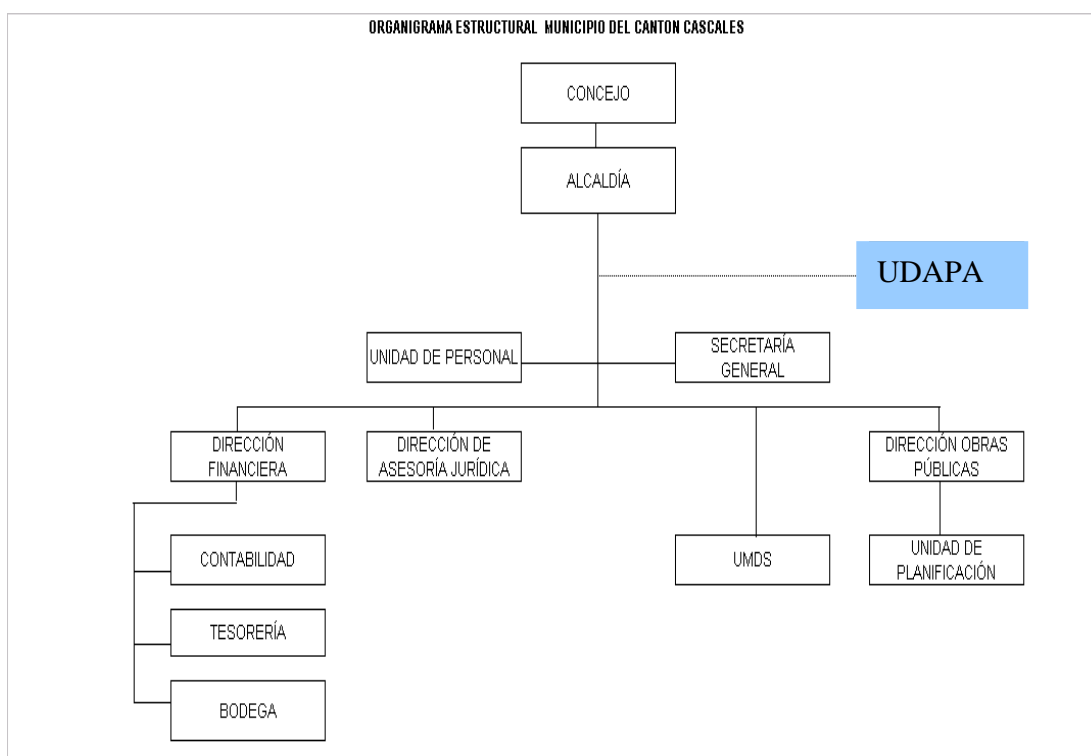 ORGANIGRAMA ESTRUCTURAL MUNICIPIO DEL CANTON CASCALES
CONCEJO
ALCALDÍA
UDAPA
UNIDAD DE PERSONAL
SECRETARÍA
GENERAL
DIRECCIÓN
FINANCIERA
DIRECCIÓN DE
ASESORÍA JURÍDICA
DIRECCIÓN OBRAS
PÚBLICAS
CONTABILIDAD
UMDS
UNIDAD DE
PLANIFICACIÓN
TESORERÍA
BODEGA